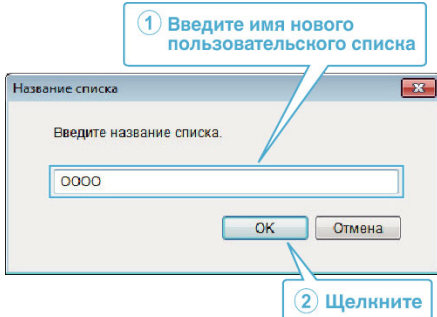 1 Введите имя нового
пользовательского списка
Название списка
Введите название списка.
OOOO
OK Отмена
2 Щелкните